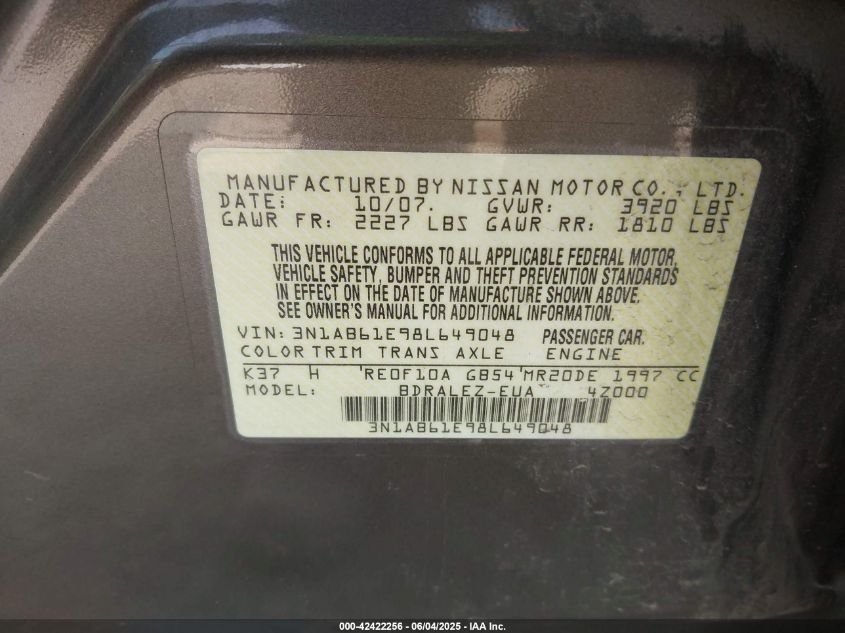 MANUFACTURED BY NISSAN MOTOR CO., LTD.
DATE: 10/07. GVWR: 3920 LBS
GAWR FR: 2227 LBS GAWR RR: 1810 LBS
THIS VEHICLE CONFORMS TO ALL APPLICABLE FEDERAL MOTOR
VEHICLE SAFETY, BUMPER AND THEFT PREVENTION STANDARDS
IN EFFECT ON THE DATE OF MANUFACTURE SHOWN ABOVE.
SEE OWNER'S MANUAL FOR ADDITIONAL INFORMATION.
VIN: 3N1AB61E98L649048 PASSENGER CAR.
COLOR TRIM TRANS AXLE ENGINE
K37 H RE0F10A GB54 MR20DE 1997 CC
MODEL: BDRALEZ-EUA 4Z000
3N1AB61E98L649048
000-42422256 - 06/04/2025 - IAA Inc.